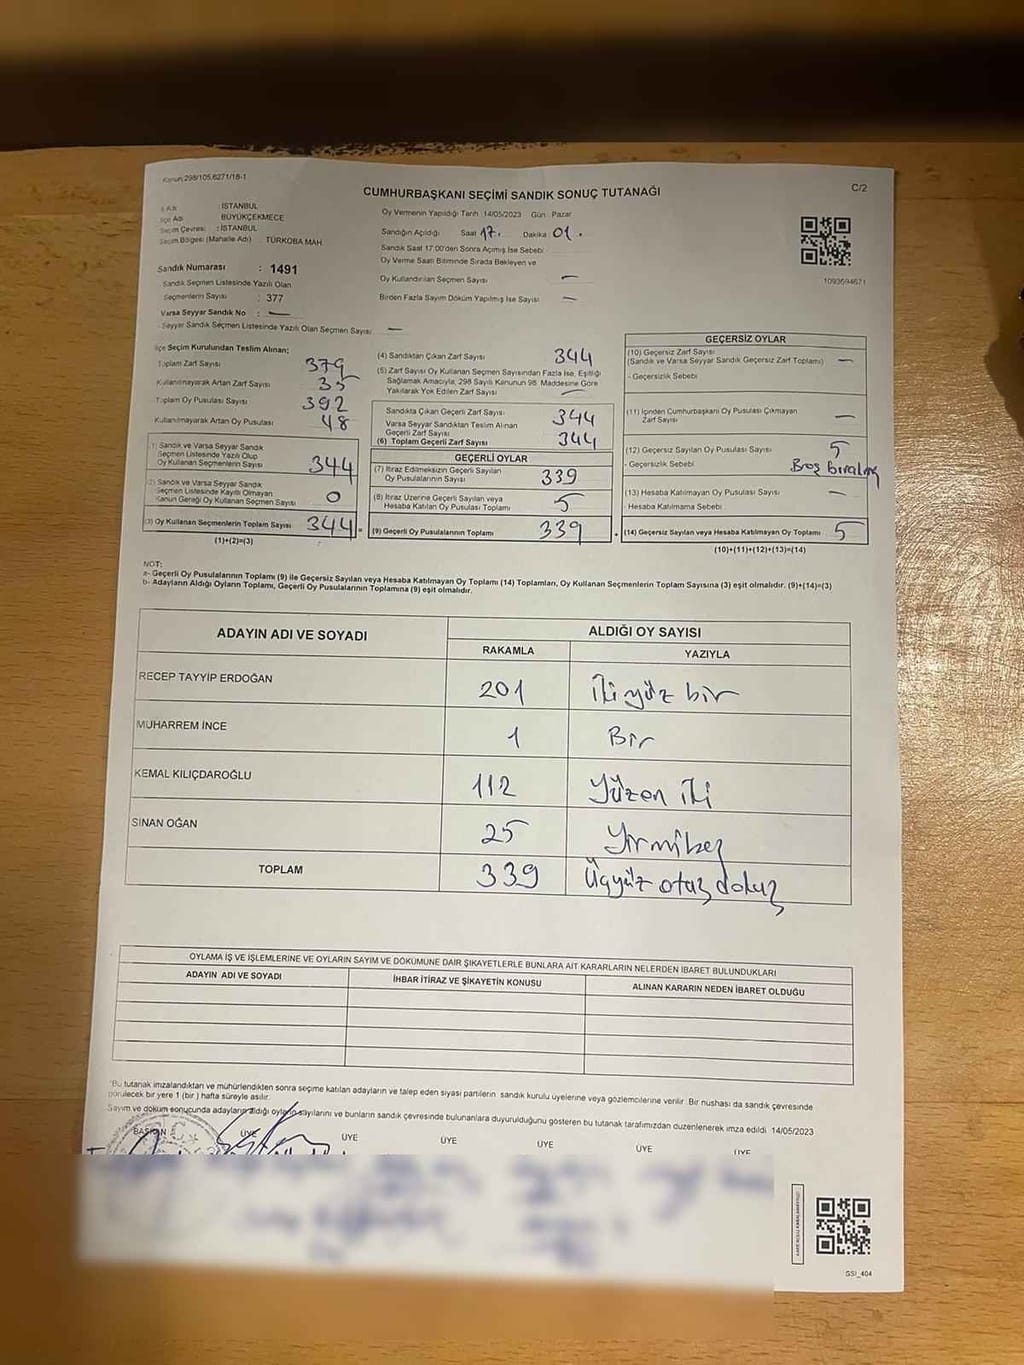 Kanun:298/105,6271/18-1
C/2
CUMHURBAŞKANI SEÇİMİ SANDIK SONUÇ TUTANAĞI
İl Adı : İSTANBUL
İlçe Adı : BÜYÜKÇEKMECE
Seçim Çevresi : İSTANBUL
Seçim Bölgesi (Mahalle Adı) TÜRKOBA MAH
Oy Vermenin Yapıldığı Tarih 14/05/2023 Gün : Pazar
Sandığın Açıldığı Saat 17. Dakika 01.
Sandık Saat 17.00'den Sonra Açılmış İse Sebebi
Oy Verme Saati Bitiminde Sırada Bekleyen ve
Oy Kullandırılan Seçmen Sayısı —
Birden Fazla Sayım Döküm Yapılmış İse Sayısı —
1093694671
Sandık Numarası : 1491
Sandık Seçmen Listesinde Yazılı Olan
Seçmenlerin Sayısı : 377
Varsa Seyyar Sandık No : —
Seyyar Sandık Seçmen Listesinde Yazılı Olan Seçmen Sayısı : —
İlçe Seçim Kurulundan Teslim Alınan;
Toplam Zarf Sayısı 379
Kullanılmayarak Artan Zarf Sayısı 35
Toplam Oy Pusulası Sayısı 392
Kullanılmayarak Artan Oy Pusulası 48
(1) Sandık ve Varsa Seyyar Sandık
Seçmen Listesinde Yazılı Olup
Oy Kullanan Seçmenlerin Sayısı 344
(2) Sandık ve Varsa Seyyar Sandık
Seçmen Listesinde Kayıtlı Olmayan
Kanun Gereği Oy Kullanan Seçmen Sayısı 0
(3) Oy Kullanan Seçmenlerin Toplam Sayısı 344
(1)+(2)=(3)
(4) Sandıktan Çıkan Zarf Sayısı 344
(5) Zarf Sayısı Oy Kullanan Seçmen Sayısından Fazla İse, Eşitliği
Sağlamak Amacıyla, 298 Sayılı Kanunun 98. Maddesine Göre
Yakılarak Yok Edilen Zarf Sayısı —
Sandıkta Çıkan Geçerli Zarf Sayısı 344
Varsa Seyyar Sandıktan Teslim Alınan
Geçerli Zarf Sayısı
(6) Toplam Geçerli Zarf Sayısı 344
GEÇERLİ OYLAR
(7) İtiraz Edilmeksizin Geçerli Sayılan
Oy Pusulalarının Sayısı 339
(8) İtiraz Üzerine Geçerli Sayılan veya
Hesaba Katılan Oy Pusulası Toplamı 5
(9) Geçerli Oy Pusulalarının Toplamı 339
GEÇERSİZ OYLAR
(10) Geçersiz Zarf Sayısı
(Sandık ve Varsa Seyyar Sandık Geçersiz Zarf Toplamı) —
- Geçersizlik Sebebi
(11) İçinden Cumhurbaşkanı Oy Pusulası Çıkmayan
Zarf Sayısı —
(12) Geçersiz Sayılan Oy Pusulası Sayısı 5
- Geçersizlik Sebebi Boş bıralmış
(13) Hesaba Katılmayan Oy Pusulası Sayısı —
- Hesaba Katılmama Sebebi
(14) Geçersiz Sayılan veya Hesaba Katılmayan Oy Toplamı 5
(10)+(11)+(12)+(13)=(14)
NOT:
a- Geçerli Oy Pusulalarının Toplamı (9) ile Geçersiz Sayılan veya Hesaba Katılmayan Oy Toplamı (14) Toplamları, Oy Kullanan Seçmenlerin Toplam Sayısına (3) eşit olmalıdır. (9)+(14)=(3)
b- Adayların Aldığı Oyların Toplamı, Geçerli Oy Pusulalarının Toplamına (9) eşit olmalıdır.
ADAYIN ADI VE SOYADI
ALDIĞI OY SAYISI
RAKAMLA YAZIYLA
RECEP TAYYİP ERDOĞAN 201 İkiyüz bir
MUHARREM İNCE 1 Bir
KEMAL KILIÇDAROĞLU 112 Yüzon iki
SİNAN OĞAN 25 Yirmibeş
TOPLAM 339 Üçyüz otuz dokuz
OYLAMA İŞ VE İŞLEMLERİNE VE OYLARIN SAYIM VE DÖKÜMÜNE DAİR ŞİKAYETLERLE BUNLARA AİT KARARLARIN NELERDEN İBARET BULUNDUKLARI
ADAYIN ADI VE SOYADI İHBAR İTİRAZ VE ŞİKAYETİN KONUSU ALINAN KARARIN NEDEN İBARET OLDUĞU
*Bu tutanak imzalandıktan ve mühürlendikten sonra seçime katılan adayların ve talep eden siyasi partilerin sandık kurulu üyelerine veya gözlemcilerine verilir. Bir nüshası da sandık çevresinde
görülecek bir yere 1 (bir) hafta süreyle asılır.
Sayım ve döküm sonucunda adayların aldığı oyların sayılarını ve bunların sandık çevresinde bulunanlara duyurulduğunu gösteren bu tutanak tarafımızdan düzenlenerek imza edildi. 14/05/2023
BAŞKAN ÜYE ÜYE ÜYE ÜYE ÜYE ÜYE
T.C.
SSI_404